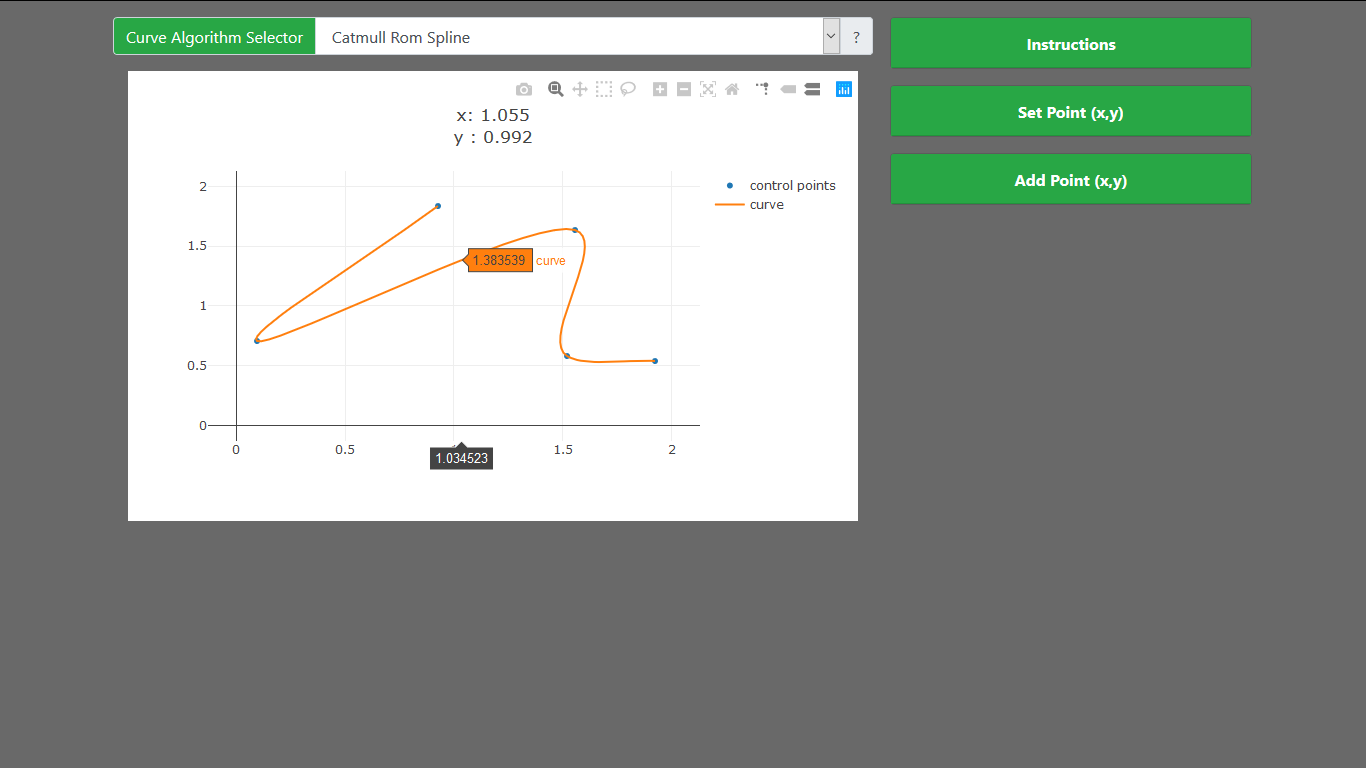 Curve Algorithm Selector
Catmull Rom Spline
?
Instructions
Set Point (x,y)
Add Point (x,y)
x: 1.055
y : 0.992
control points
curve
2
1.5
1
0.5
0
1.383539
curve
0
0.5
1.5
2
1.034523